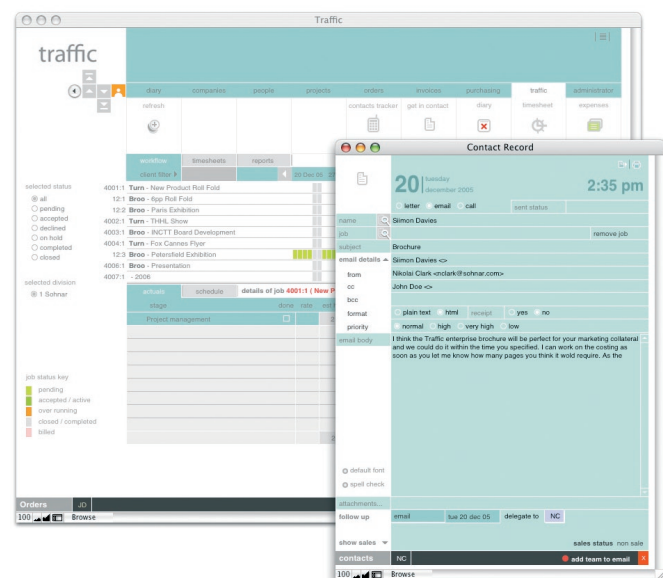 Traffic
traffic
diary companies people projects orders invoices purchasing traffic administrator
refresh contacts tracker get in contact diary timesheet expenses
workflow timesheets reports
client filter
20 Dec 05
selected status
all
pending
accepted
declined
on hold
completed
closed
selected division
1 Sohnar
4001:1 Turn - New Product Roll Fold
12:1 Broo - 6pp Roll Fold
12:2 Broo - Paris Exhibition
4002:1 Turn - THHL Show
4003:1 Broo - INCTT Board Development
4004:1 Turn - Fox Cannes Flyer
12:3 Broo - Petersfield Exhibition
4006:1 Broo - Presentation
4007:1 - 2006
actuals schedule details of job 4001:1 ( New P
stage done rate
Project management
job status key
pending
accepted / active
over running
closed / completed
billed
Orders JD
100 Browse
Contact Record
20 tuesday
december 2005
2:35 pm
letter email call sent status
name Siimon Davies
job remove job
subject Brochure
email details Siimon Davies <>
from Nikolai Clark <nclark@sohnar.com>
cc John Doe <>
bcc
format plain text html receipt yes no
priority normal high very high low
email body I think the Traffic enterprise brochure will be perfect for your marketing collateral
and we could do it within the time you specified. I can work on the costing as
soon as you let me know how many pages you think it wold require. As the
default font
spell check
attachments...
follow up email tue 20 dec 05 delegate to NC
show sales sales status non sale
contacts NC add team to email x
100 Browse